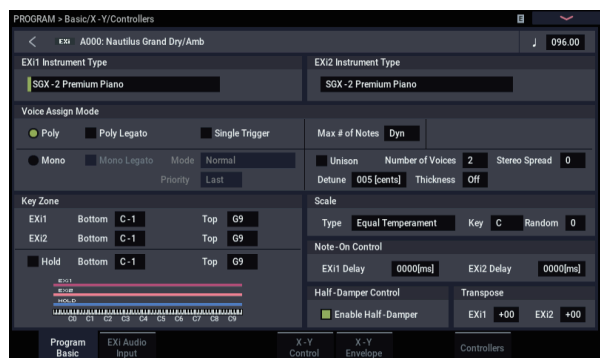 PROGRAM > Basic/X-Y/Controllers E
EXi A000: Nautilus Grand Dry/Amb ♩ 096.00
EXi1 Instrument Type EXi2 Instrument Type
SGX-2 Premium Piano SGX-2 Premium Piano
Voice Assign Mode
Poly Poly Legato Single Trigger Max # of Notes Dyn
Mono Mono Legato Mode Normal Unison Number of Voices 2 Stereo Spread 0
Priority Last Detune 005 [cents] Thickness Off
Key Zone Scale
EXi1 Bottom C-1 Top G9 Type Equal Temperament Key C Random 0
EXi2 Bottom C-1 Top G9 Note-On Control
Hold Bottom C-1 Top G9 EXi1 Delay 0000[ms] EXi2 Delay 0000[ms]
EXi1
EXi2 Half-Damper Control Transpose
HOLD
C0 C1 C2 C3 C4 C5 C6 C7 C8 C9 Enable Half-Damper EXi1 +00 EXi2 +00
Program Basic EXi Audio Input X-Y Control X-Y Envelope Controllers